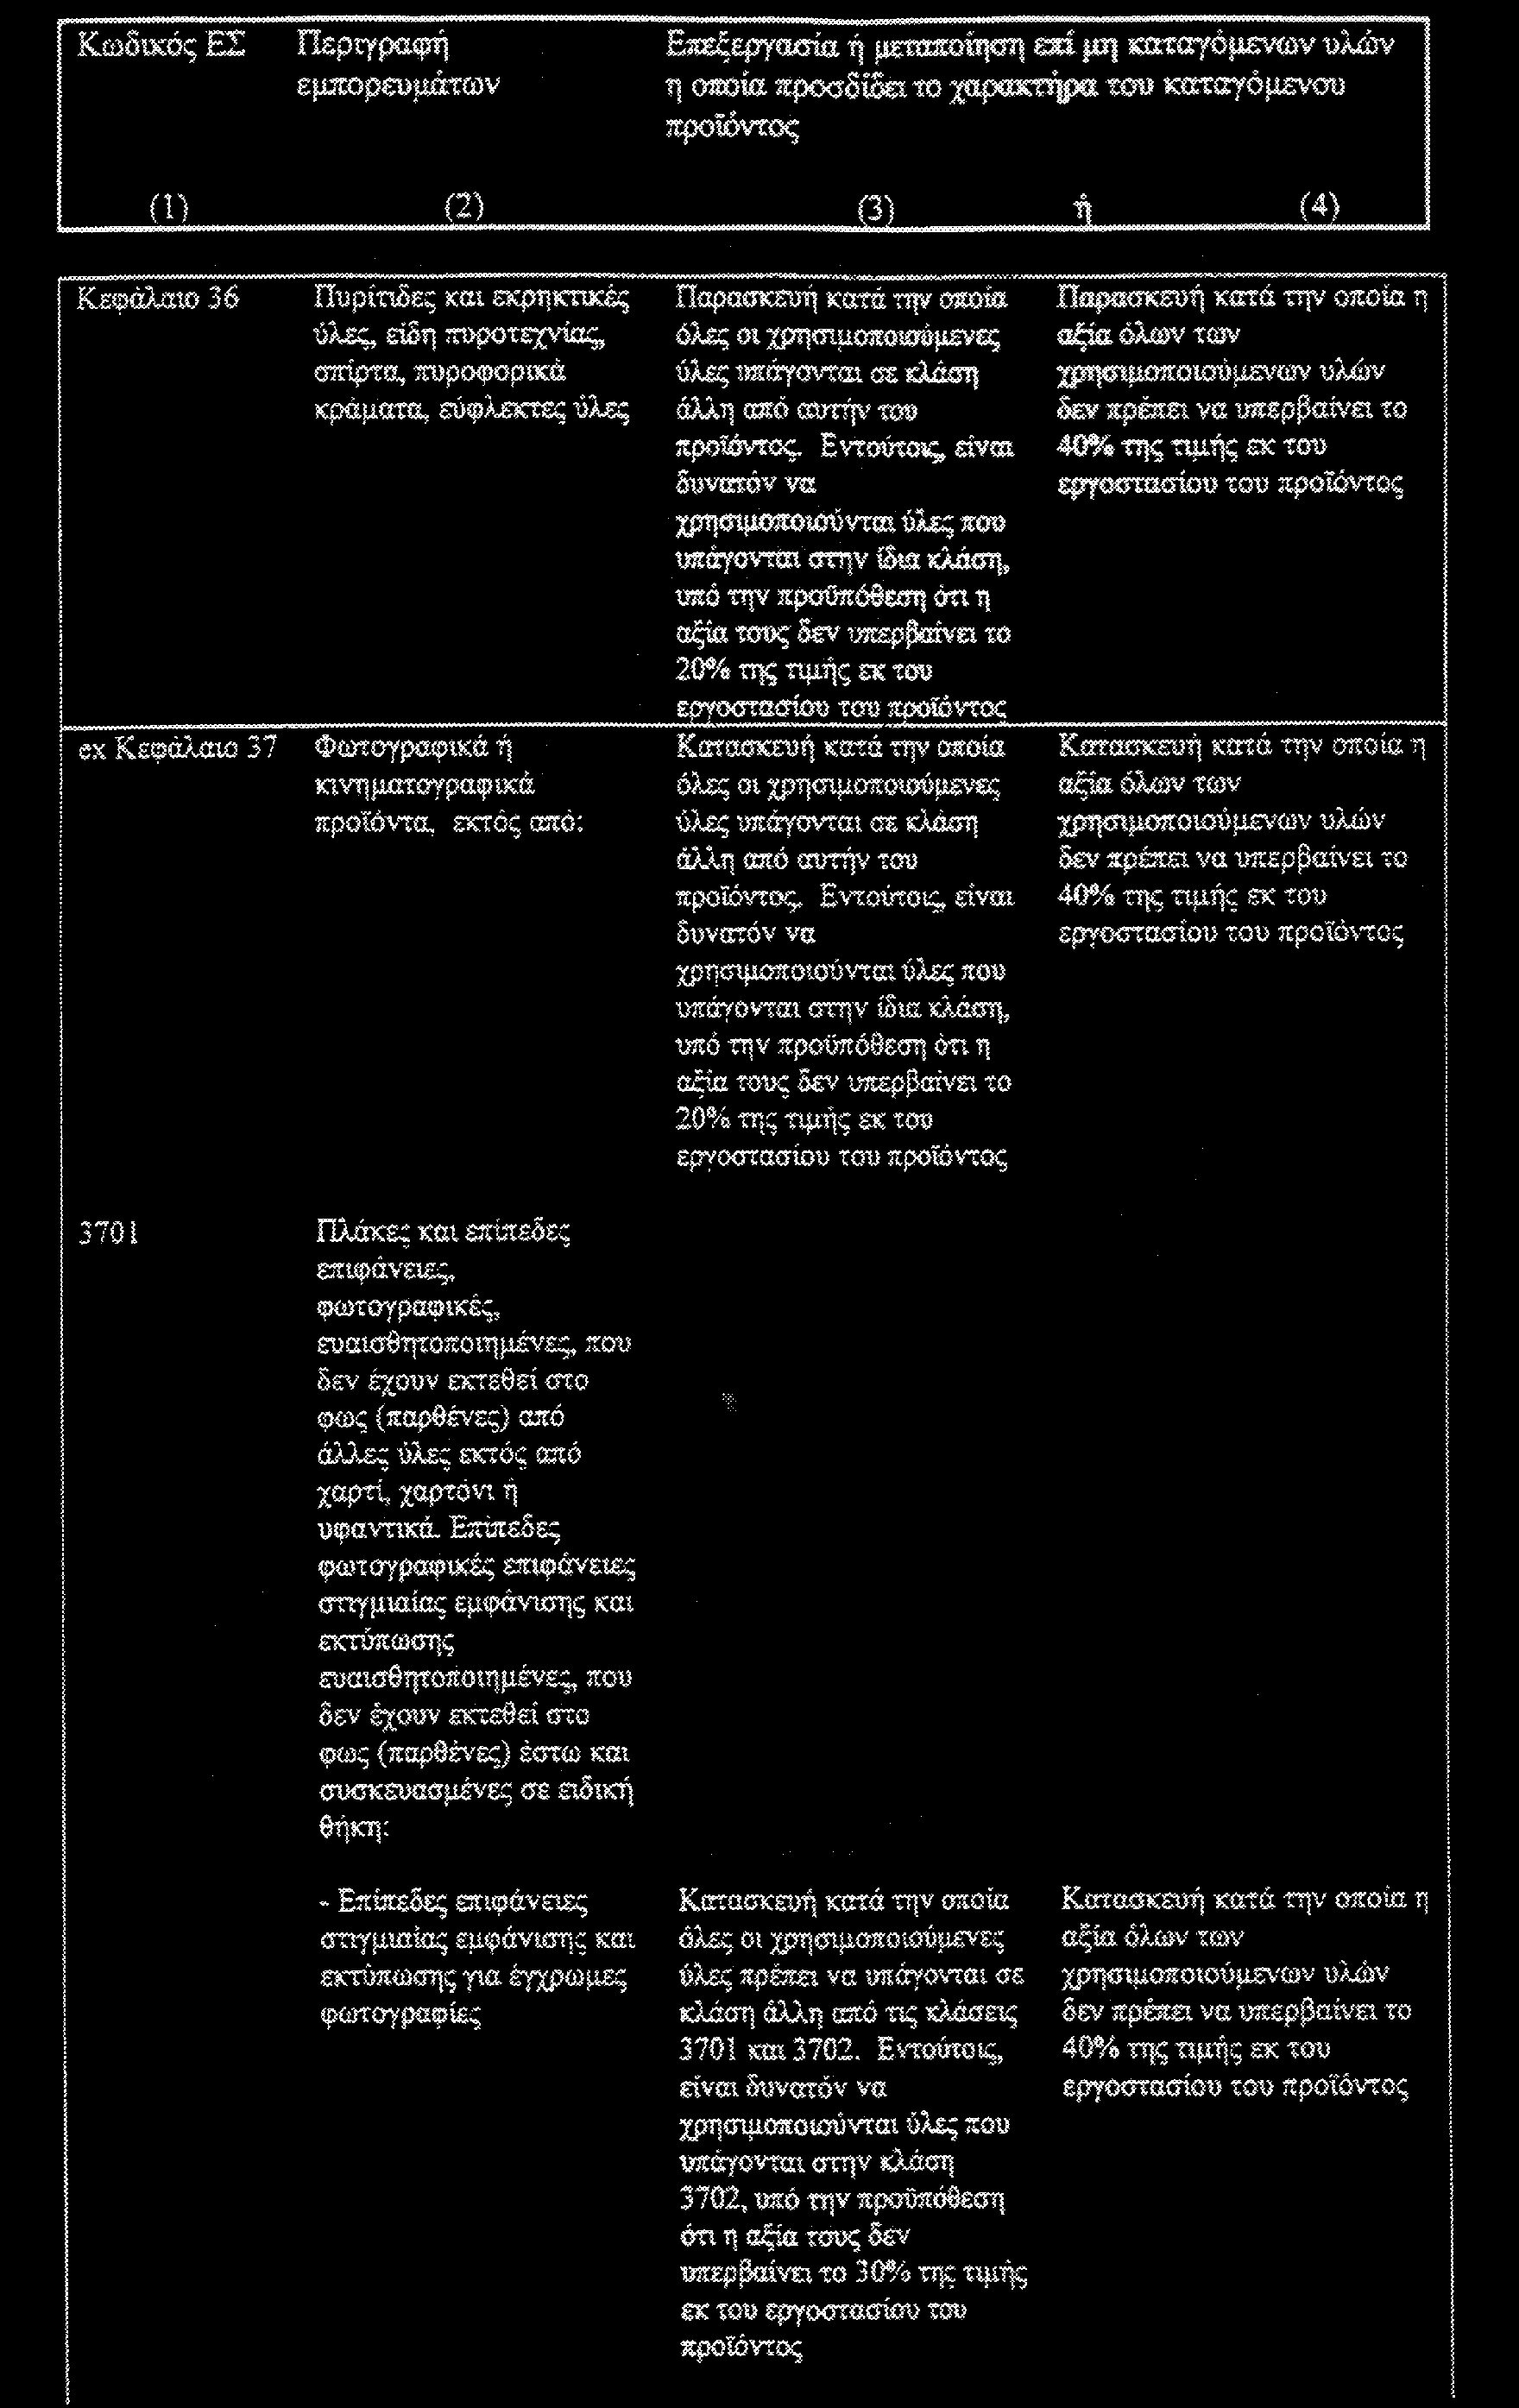 Κωδικός ΕΣ
Περιγραφή
εμπορευμάτων
Επεξεργασία ή μεταποίηση επί μη καταγόμενων υλών
η οποία προσδίδει το χαρακτήρα του καταγόμενου
προϊόντος
(1)
(2)
(3)
ή
(4)
Κεφάλαιο 36
Πυρίτιδες και εκρηκτικές
ύλες, είδη πυροτεχνίας,
σπίρτα, πυροφορικά
κράματα, εύφλεκτες ύλες
Παρασκευή κατά την οποία
όλες οι χρησιμοποιούμενες
ύλες υπάγονται σε κλάση
άλλη από αυτήν του
προϊόντος. Εντούτοις, είναι
δυνατόν να
χρησιμοποιούνται ύλες που
υπάγονται στην ίδια κλάση,
υπό την προϋπόθεση ότι η
αξία τους δεν υπερβαίνει το
20% της τιμής εκ του
εργοστασίου του προϊόντος
Παρασκευή κατά την οποία η
αξία όλων των
χρησιμοποιούμενων υλών
δεν πρέπει να υπερβαίνει το
40% της τιμής εκ του
εργοστασίου του προϊόντος
ex Κεφάλαιο 37
Φωτογραφικά ή
κινηματογραφικά
προϊόντα, εκτός από:
Κατασκευή κατά την οποία
όλες οι χρησιμοποιούμενες
ύλες υπάγονται σε κλάση
άλλη από αυτήν του
προϊόντος. Εντούτοις, είναι
δυνατόν να
χρησιμοποιούνται ύλες που
υπάγονται στην ίδια κλάση,
υπό την προϋπόθεση ότι η
αξία τους δεν υπερβαίνει το
20% της τιμής εκ του
εργοστασίου του προϊόντος
Κατασκευή κατά την οποία η
αξία όλων των
χρησιμοποιούμενων υλών
δεν πρέπει να υπερβαίνει το
40% της τιμής εκ του
εργοστασίου του προϊόντος
3701
Πλάκες και επίπεδες
επιφάνειες,
φωτογραφικές,
ευαισθητοποιημένες, που
δεν έχουν εκτεθεί στο
φως (παρθένες) από
άλλες ύλες εκτός από
χαρτί, χαρτόνι ή
υφαντικά. Επίπεδες
φωτογραφικές επιφάνειες
στιγμιαίας εμφάνισης και
εκτύπωσης
ευαισθητοποιημένες, που
δεν έχουν εκτεθεί στο
φως (παρθένες) έστω και
συσκευασμένες σε ειδική
θήκη:
- Επίπεδες επιφάνειες
στιγμιαίας εμφάνισης και
εκτύπωσης για έγχρωμες
φωτογραφίες
Κατασκευή κατά την οποία
όλες οι χρησιμοποιούμενες
ύλες πρέπει να υπάγονται σε
κλάση άλλη από τις κλάσεις
3701 και 3702. Εντούτοις,
είναι δυνατόν να
χρησιμοποιούνται ύλες που
υπάγονται στην κλάση
3702, υπό την προϋπόθεση
ότι η αξία τους δεν
υπερβαίνει το 30% της τιμής
εκ του εργοστασίου του
προϊόντος
Κατασκευή κατά την οποία η
αξία όλων των
χρησιμοποιούμενων υλών
δεν πρέπει να υπερβαίνει το
40% της τιμής εκ του
εργοστασίου του προϊόντος